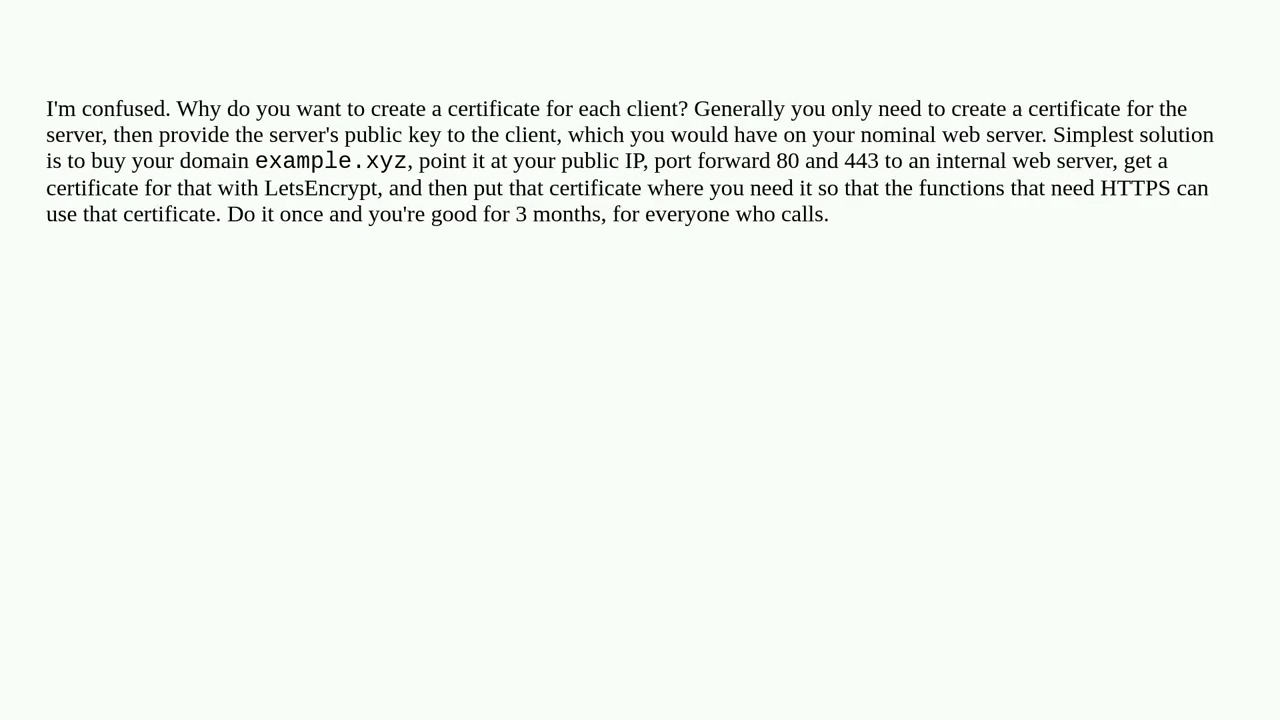 I'm confused. Why do you want to create a certificate for each client? Generally you only need to create a certificate for the
server, then provide the server's public key to the client, which you would have on your nominal web server. Simplest solution
is to buy your domain example.xyz, point it at your public IP, port forward 80 and 443 to an internal web server, get a
certificate for that with LetsEncrypt, and then put that certificate where you need it so that the functions that need HTTPS can
use that certificate. Do it once and you're good for 3 months, for everyone who calls.